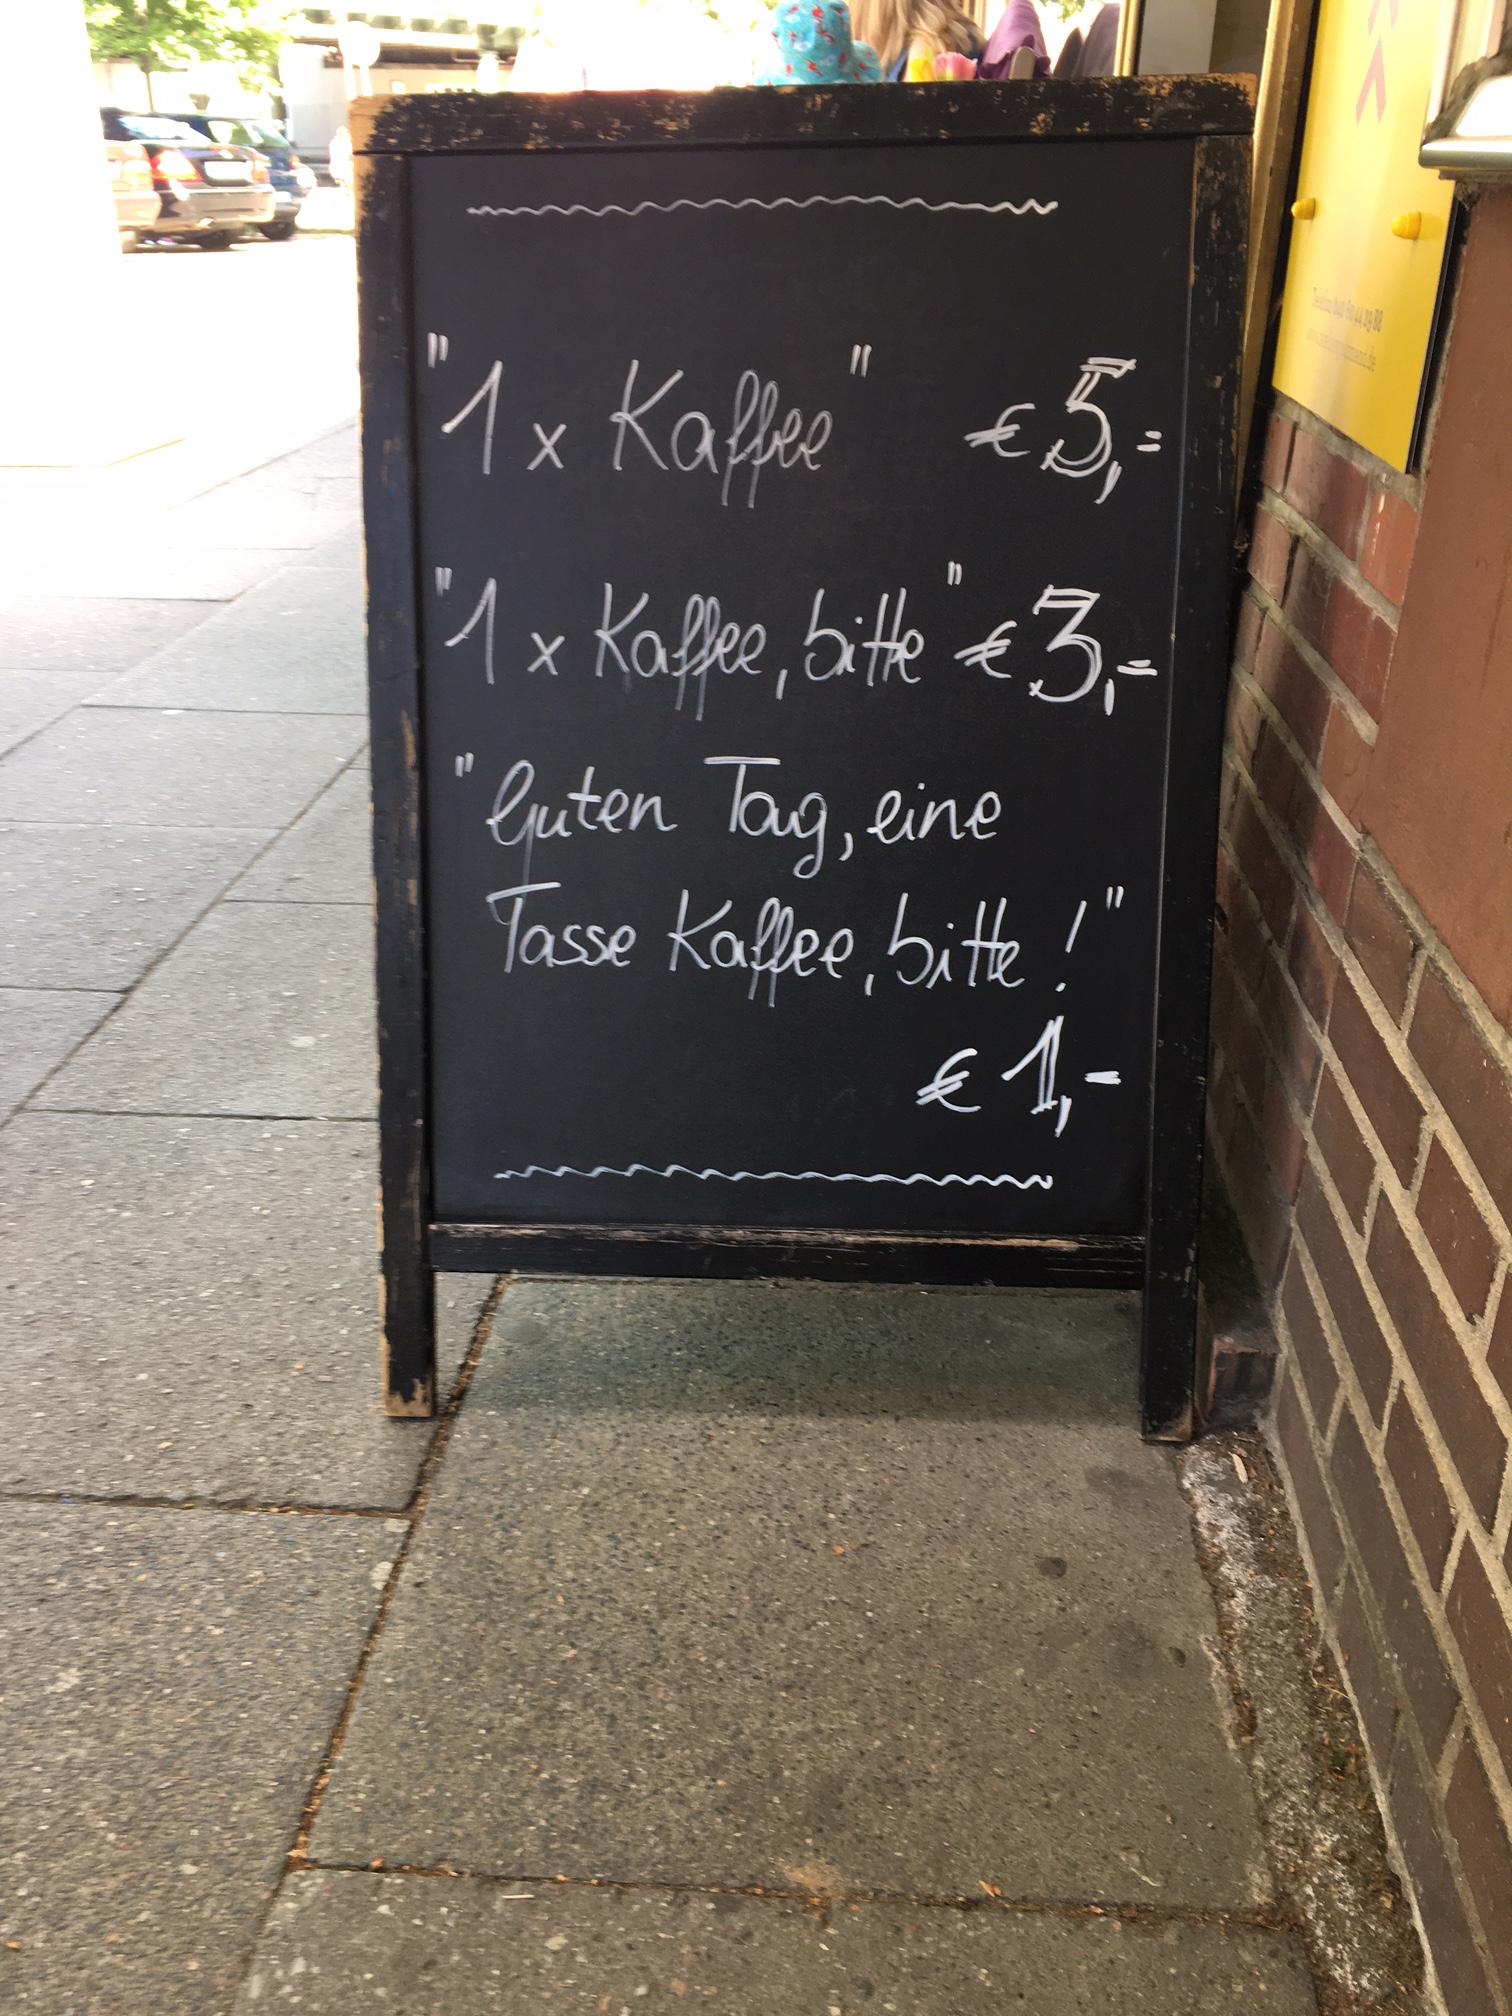 "1 x Kaffee" € 5,=
"1 x Kaffee, bitte" € 3,=
"Guten Tag, eine
Tasse Kaffee, bitte!"
€ 1,-